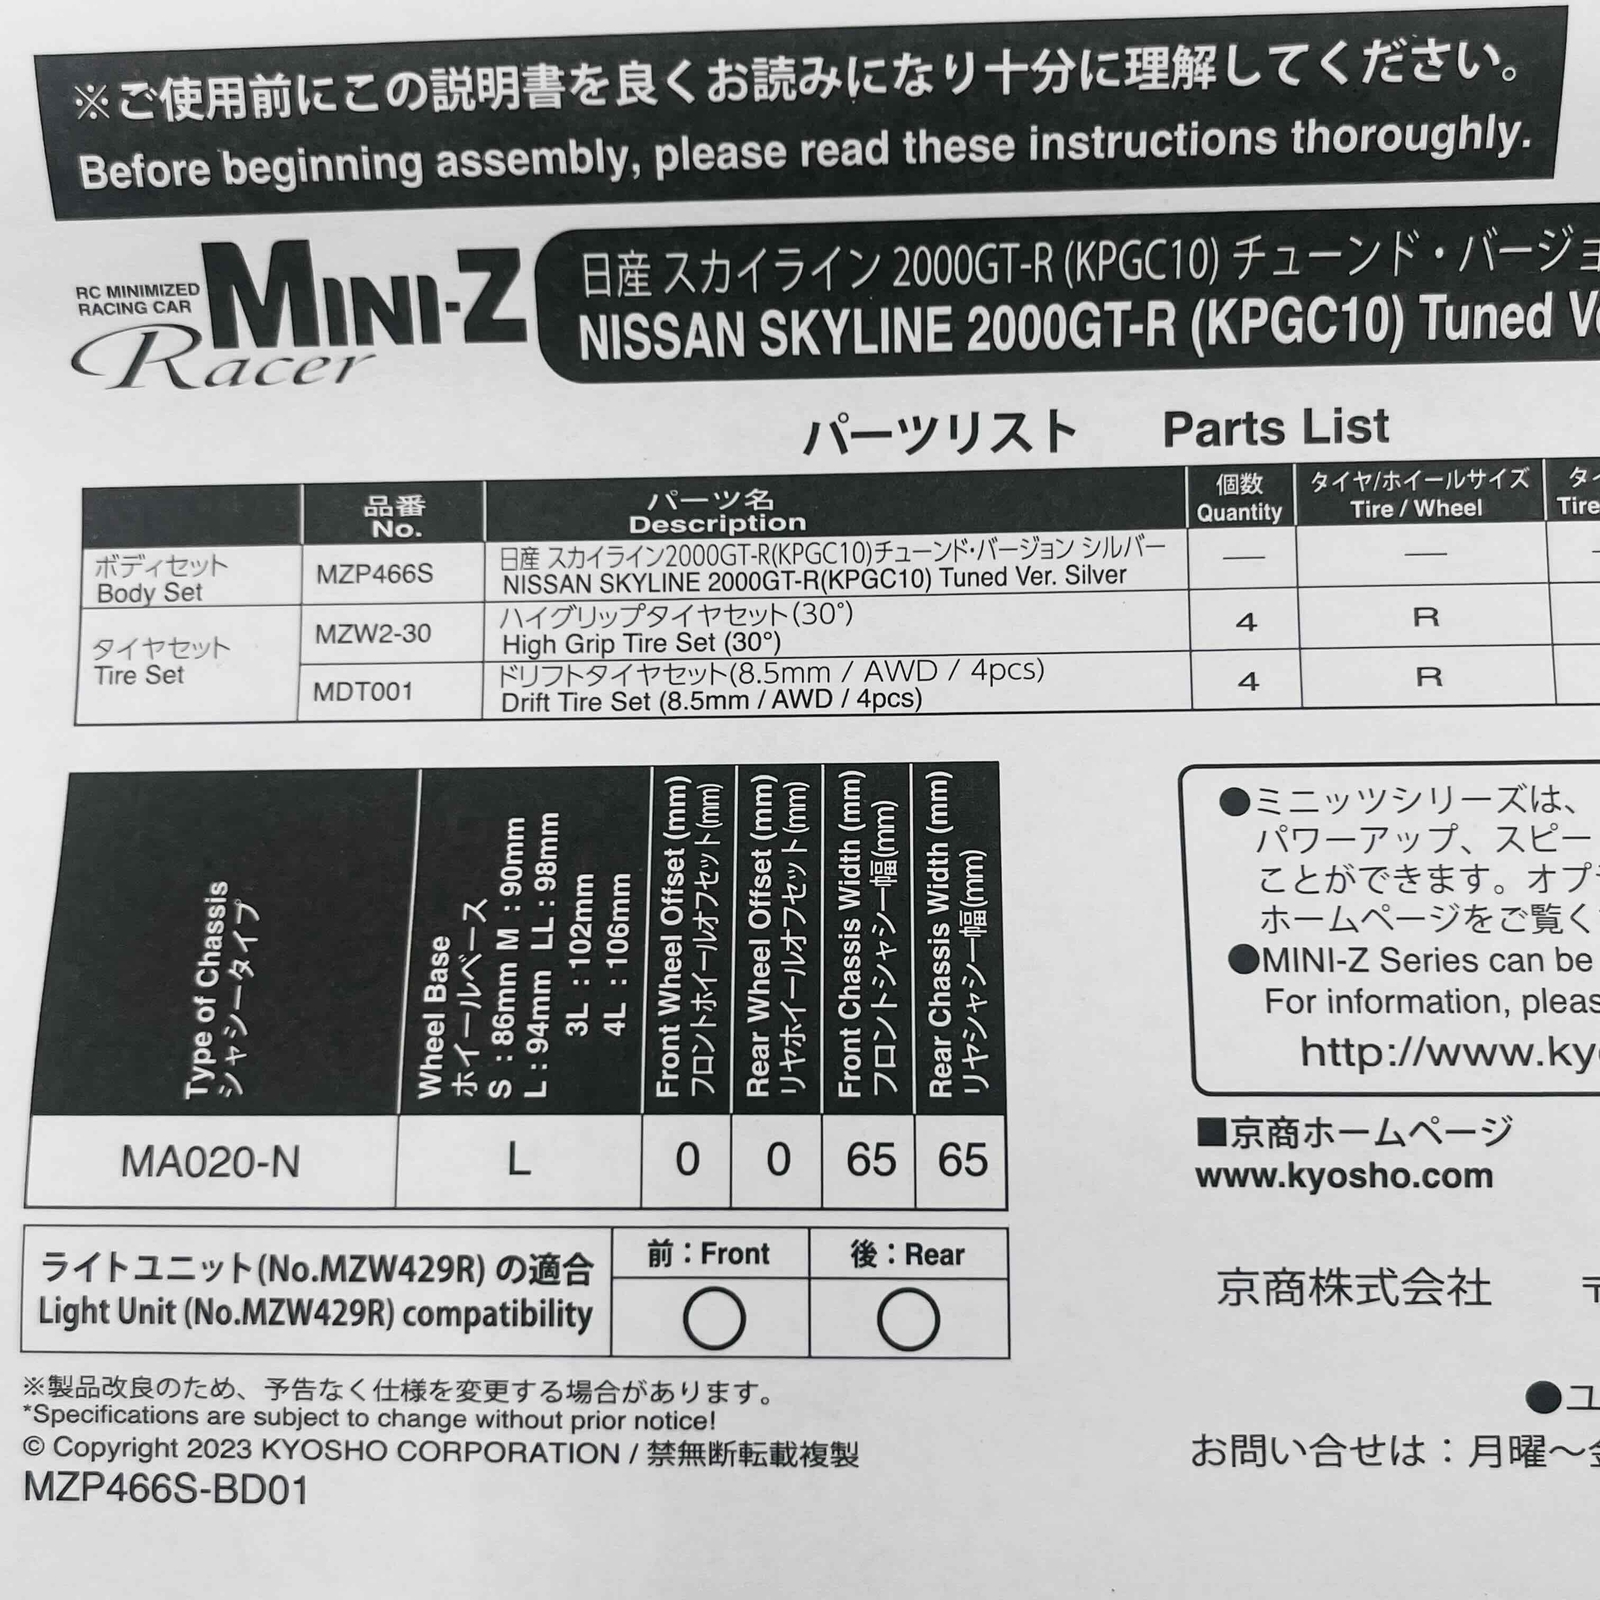 ※ご使用前にこの説明書を良くお読みになり十分に理解してください。
Before beginning assembly, please read these instructions thoroughly.
RC MINIMIZED
RACING CAR
MINI-Z
Racer
日産 スカイライン 2000GT-R (KPGC10) チューンド・バージョ
NISSAN SKYLINE 2000GT-R (KPGC10) Tuned Ve
パーツリスト Parts List
品番
No.
パーツ名
Description
個数
Quantity
タイヤ/ホイールサイズ
Tire / Wheel
タイ
Tire
ボディセット
Body Set
MZP466S
日産 スカイライン2000GT-R(KPGC10)チューンド・バージョン シルバー
NISSAN SKYLINE 2000GT-R(KPGC10) Tuned Ver. Silver
— —
タイヤセット
Tire Set
MZW2-30
ハイグリップタイヤセット(30°)
High Grip Tire Set (30°)
4 R
MDT001
ドリフトタイヤセット(8.5mm / AWD / 4pcs)
Drift Tire Set (8.5mm / AWD / 4pcs)
4 R
Type of Chassis
シャシータイプ
Wheel Base
ホイールベース
S : 86mm M : 90mm
L : 94mm LL : 98mm
3L : 102mm
4L : 106mm
Front Wheel Offset (mm)
フロントホイールオフセット(mm)
Rear Wheel Offset (mm)
リヤホイールオフセット(mm)
Front Chassis Width (mm)
フロントシャシー幅(mm)
Rear Chassis Width (mm)
リヤシャシー幅(mm)
MA020-N L 0 0 65 65
ライトユニット(No.MZW429R) の適合
Light Unit (No.MZW429R) compatibility
前：Front
後：Rear
◯ ◯
※製品改良のため、予告なく仕様を変更する場合があります。
*Specifications are subject to change without prior notice!
© Copyright 2023 KYOSHO CORPORATION / 禁無断転載複製
MZP466S-BD01
●ミニッツシリーズは、
パワーアップ、スピー
ことができます。オプ
ホームページをご覧く
●MINI-Z Series can be
For information, pleas
http://www.ky
■京商ホームページ
www.kyosho.com
京商株式会社 〒
●ユ
お問い合せは：月曜〜金